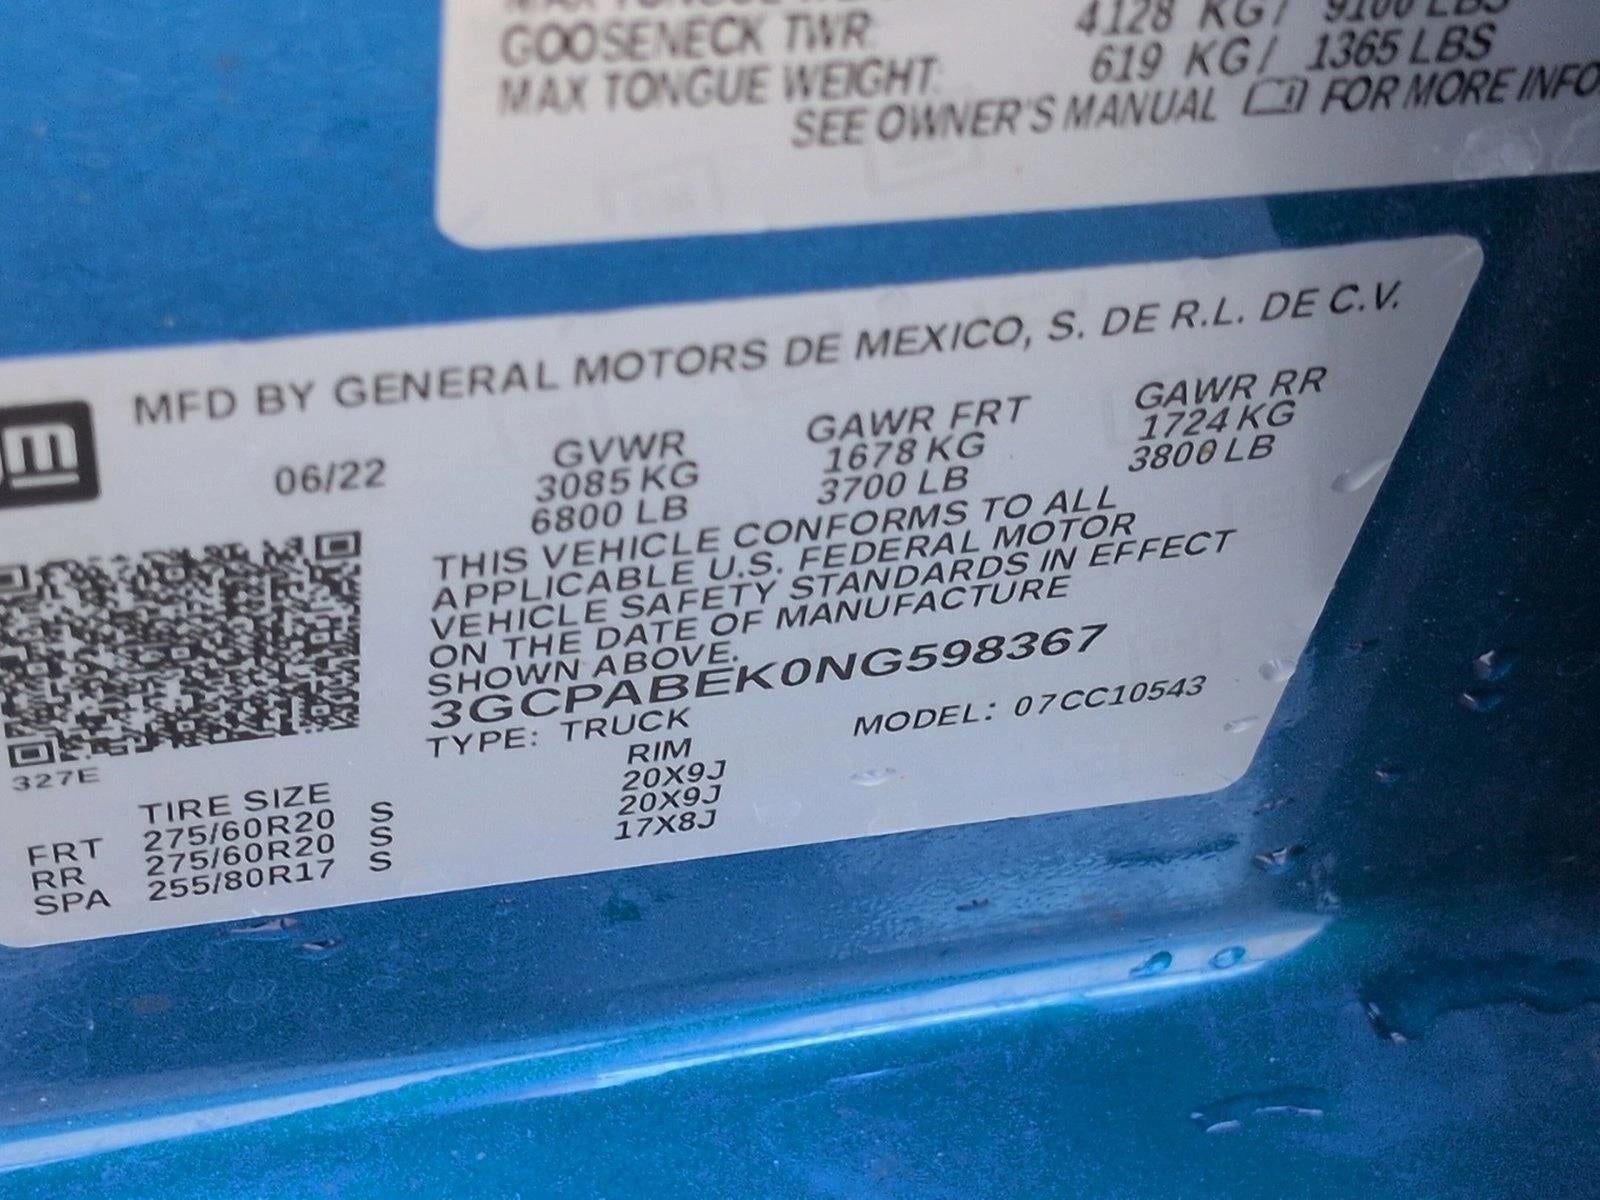 MAX TONGUE
GOOSENECK TWR: 4128 KG/ 9100 LBS
MAX TONGUE WEIGHT: 619 KG/ 1365 LBS
SEE OWNER'S MANUAL FOR MORE INFO
MFD BY GENERAL MOTORS DE MEXICO, S. DE R.L. DE C.V.
gm
06/22
GVWR GAWR FRT GAWR RR
3085 KG 1678 KG 1724 KG
6800 LB 3700 LB 3800 LB
THIS VEHICLE CONFORMS TO ALL
APPLICABLE U.S. FEDERAL MOTOR
VEHICLE SAFETY STANDARDS IN EFFECT
ON THE DATE OF MANUFACTURE
SHOWN ABOVE.
3GCPABEK0NG598367
TYPE: TRUCK MODEL: 07CC10543
327E
TIRE SIZE RIM
FRT 275/60R20 S 20X9J
RR 275/60R20 S 20X9J
SPA 255/80R17 S 17X8J